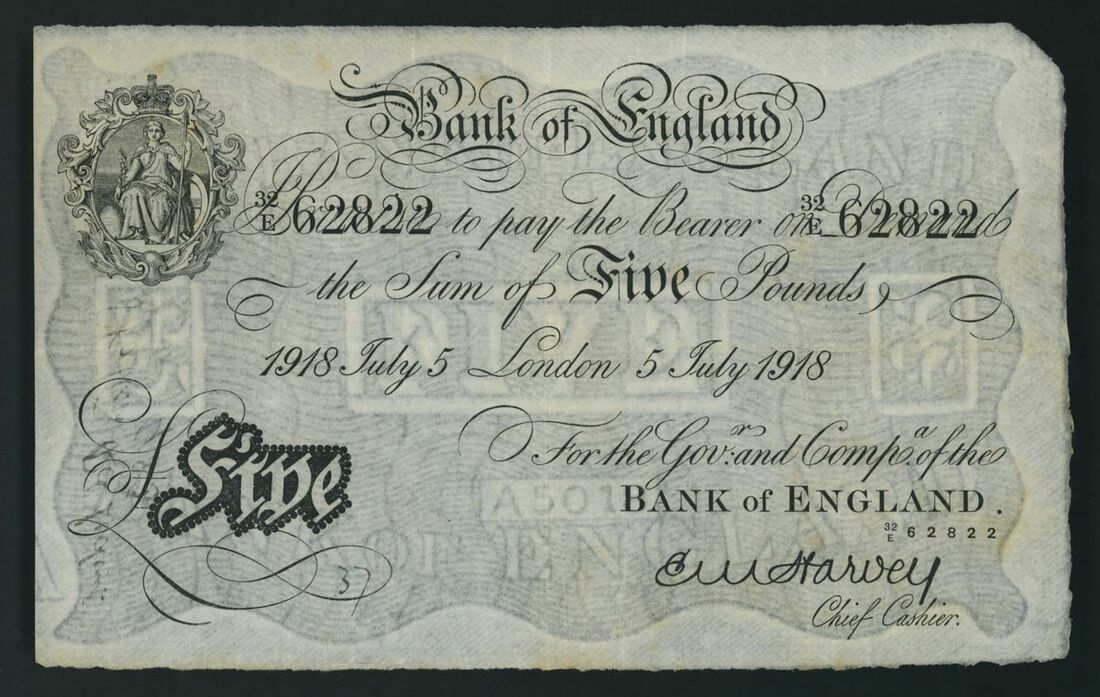 Bank of England
I Promise to pay the Bearer on Demand
32/E 62822 32/E 62822
the Sum of Five Pounds
1918 July 5 London 5 July 1918
For the Govr. and Compa. of the
BANK of ENGLAND.
£Five
32/E 62822
37
E M Harvey
Chief Cashier.